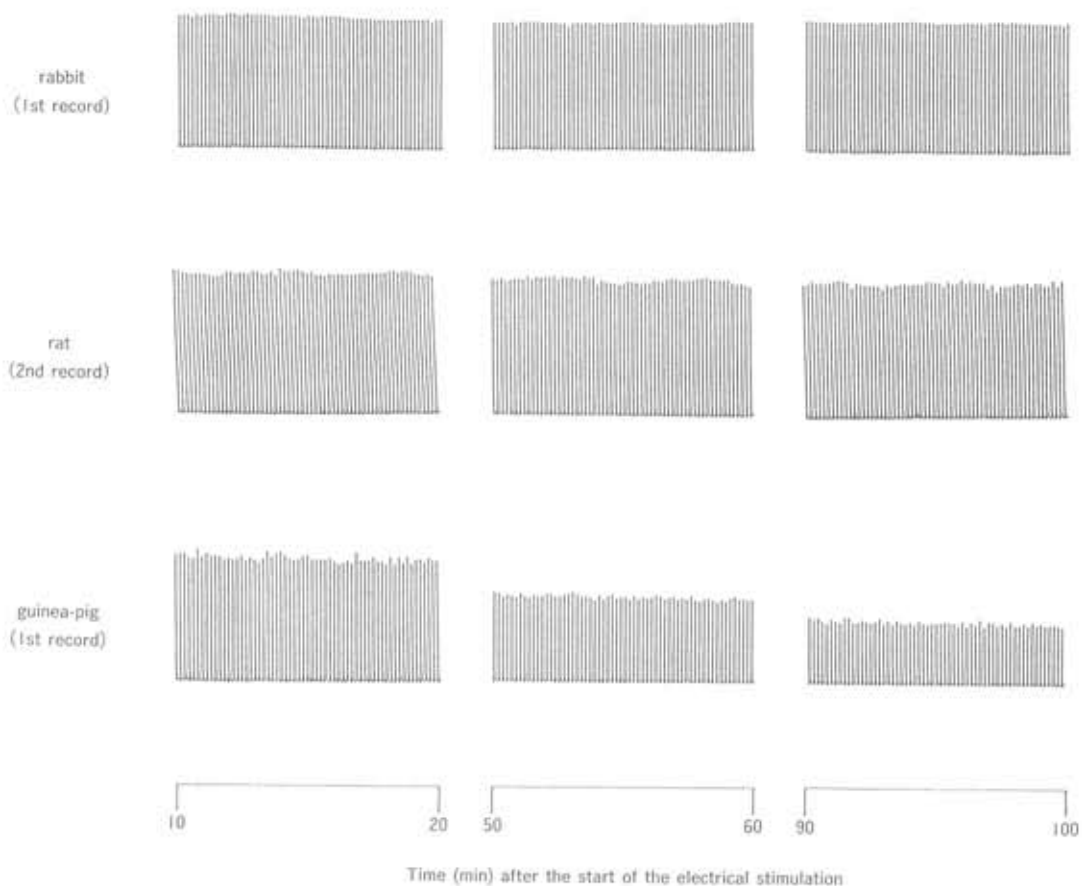 rabbit
(1st record)
rat
(2nd record)
guinea-pig
(1st record)
10 20 50 60 90 100
Time (min) after the start of the electrical stimulation